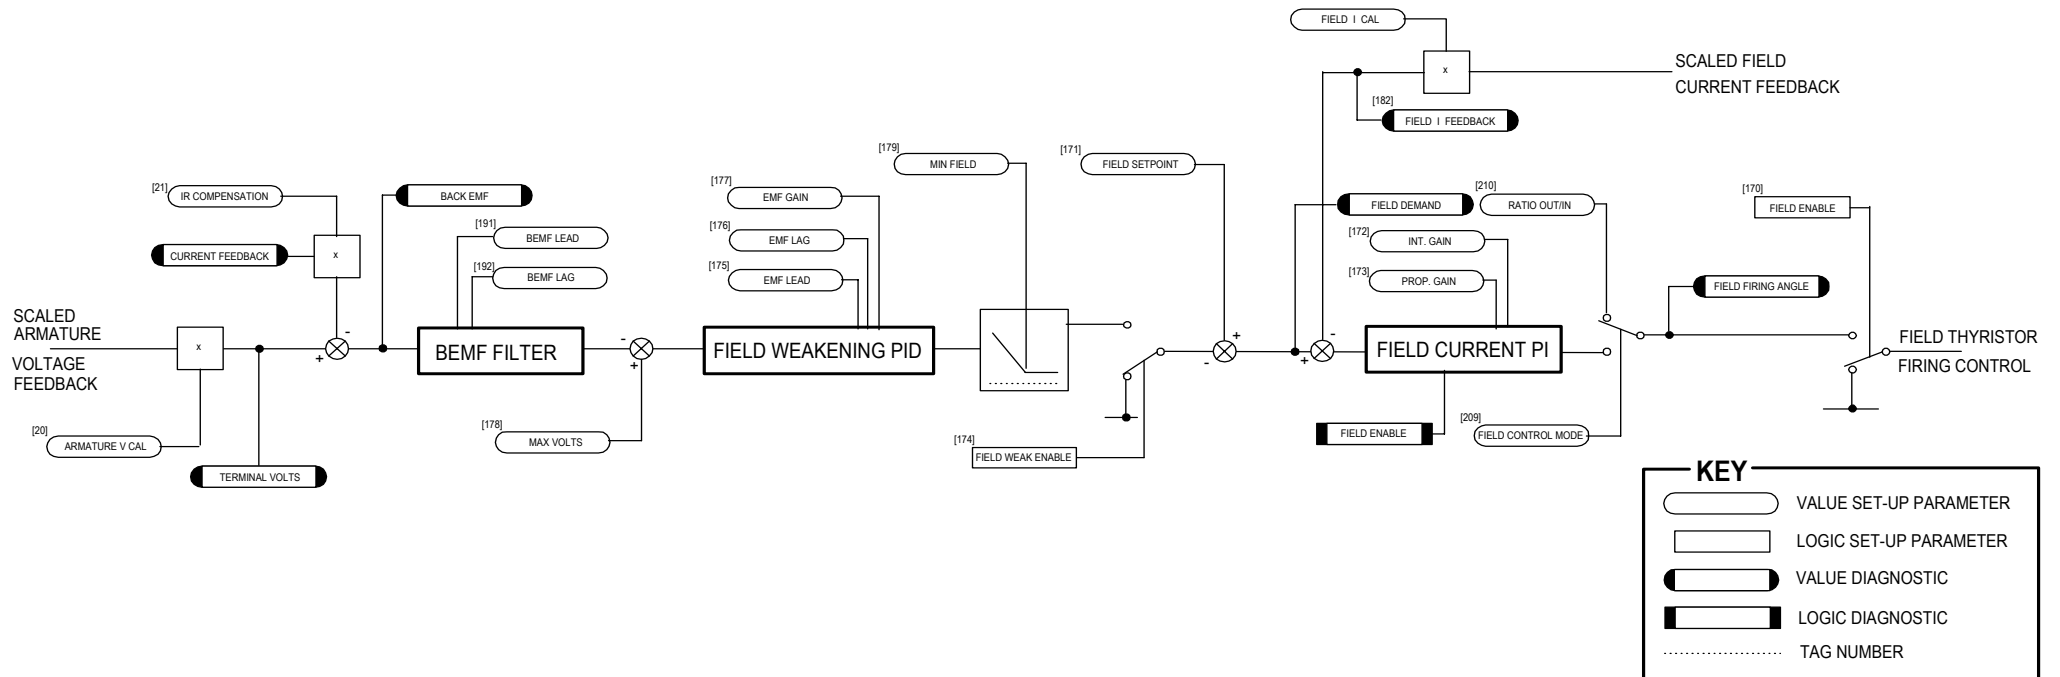 FIELD I CAL
x
SCALED FIELD
CURRENT FEEDBACK
[182]
FIELD I FEEDBACK
[179]
MIN FIELD
[171]
FIELD SETPOINT
[21]
IR COMPENSATION
BACK EMF
[177]
EMF GAIN
FIELD DEMAND
[210]
RATIO OUT/IN
[170]
FIELD ENABLE
[191]
BEMF LEAD
[176]
EMF LAG
[172]
INT. GAIN
CURRENT FEEDBACK
x
[192]
BEMF LAG
[175]
EMF LEAD
[173]
PROP. GAIN
FIELD FIRING ANGLE
SCALED
ARMATURE
VOLTAGE
FEEDBACK
x
-
+
BEMF FILTER
-
+
FIELD WEAKENING PID
+
-
-
+
FIELD CURRENT PI
FIELD THYRISTOR
FIRING CONTROL
[20]
ARMATURE V CAL
[178]
MAX VOLTS
[174]
FIELD WEAK ENABLE
FIELD ENABLE
[209]
FIELD CONTROL MODE
TERMINAL VOLTS
KEY
VALUE SET-UP PARAMETER
LOGIC SET-UP PARAMETER
VALUE DIAGNOSTIC
LOGIC DIAGNOSTIC
TAG NUMBER